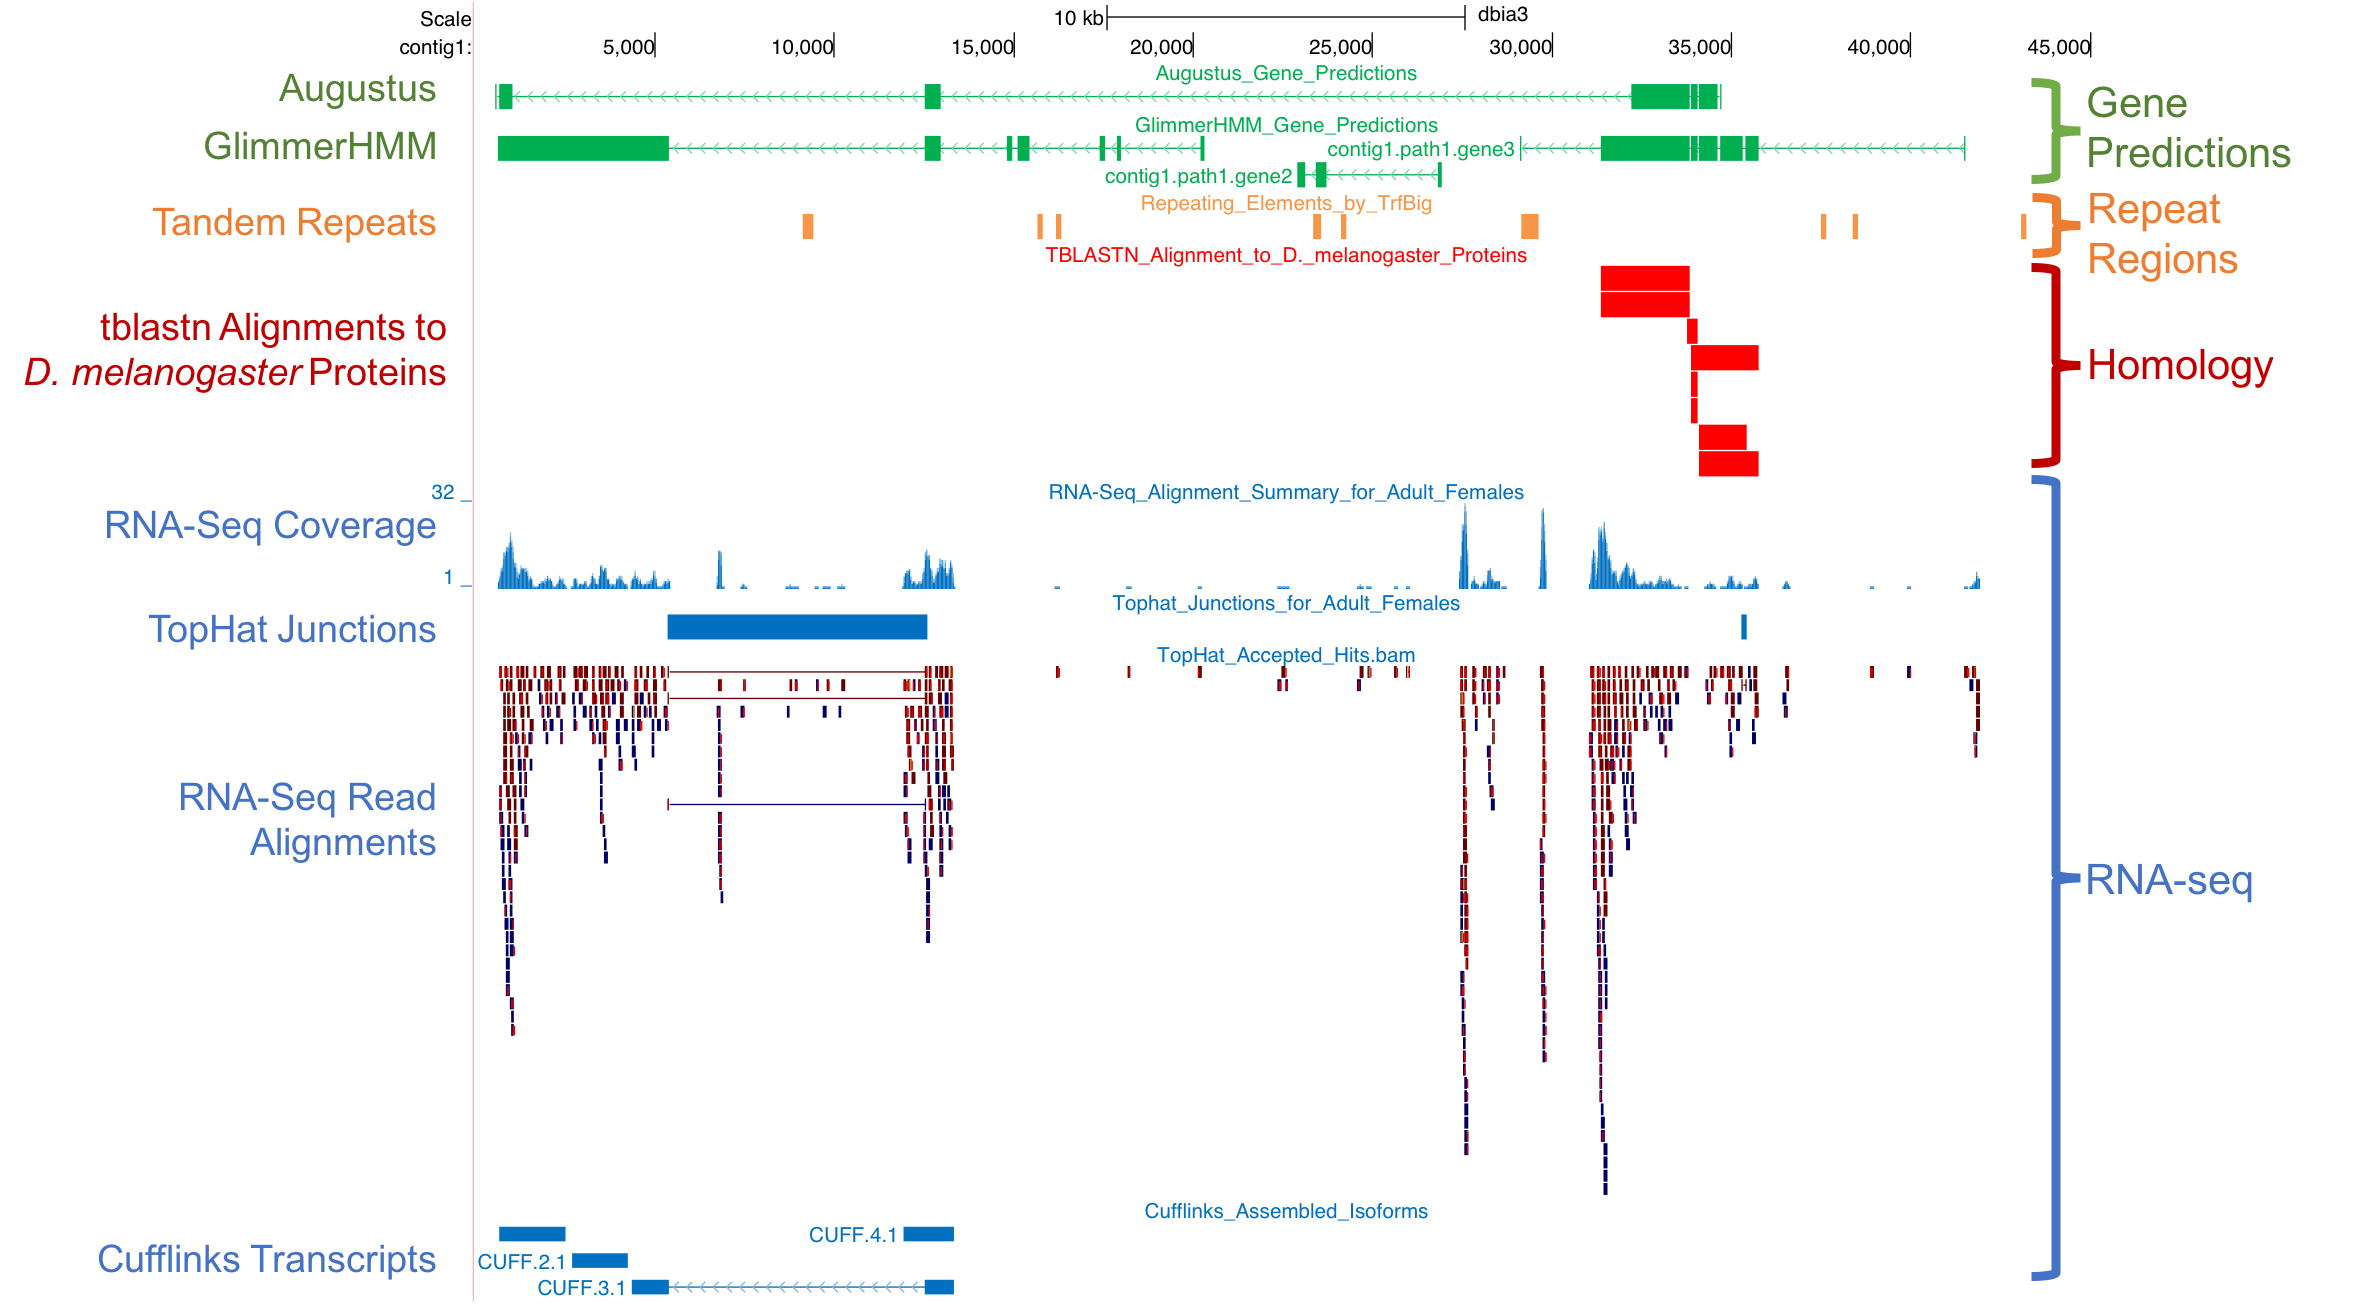 Scale
10 kb
dbia3
contig1:
5,000
10,000
15,000
20,000
25,000
30,000
35,000
40,000
45,000
Augustus_Gene_Predictions
Augustus
GlimmerHMM_Gene_Predictions
GlimmerHMM
contig1.path1.gene3
contig1.path1.gene2
Gene
Predictions
Repeating_Elements_by_TrfBig
Tandem Repeats
Repeat
Regions
TBLASTN_Alignment_to_D._melanogaster_Proteins
tblastn Alignments to
D. melanogaster Proteins
Homology
32
RNA-Seq_Alignment_Summary_for_Adult_Females
RNA-Seq Coverage
1
Tophat_Junctions_for_Adult_Females
TopHat Junctions
TopHat_Accepted_Hits.bam
RNA-Seq Read
Alignments
RNA-seq
Cufflinks_Assembled_Isoforms
CUFF.4.1
Cufflinks Transcripts
CUFF.2.1
CUFF.3.1